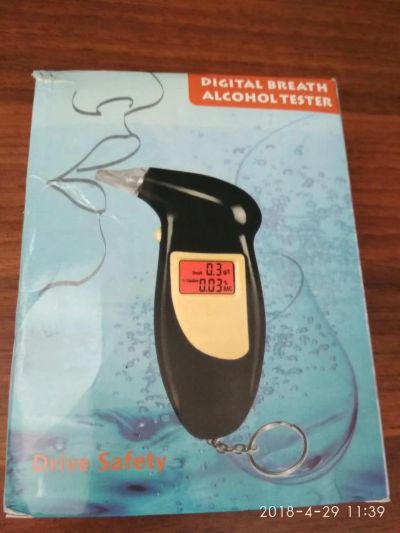 DIGITAL BREATH
ALCOHOL TESTER
0.3 g/l
0.03 % BAC
Drive Safety
2018-4-29 11:39